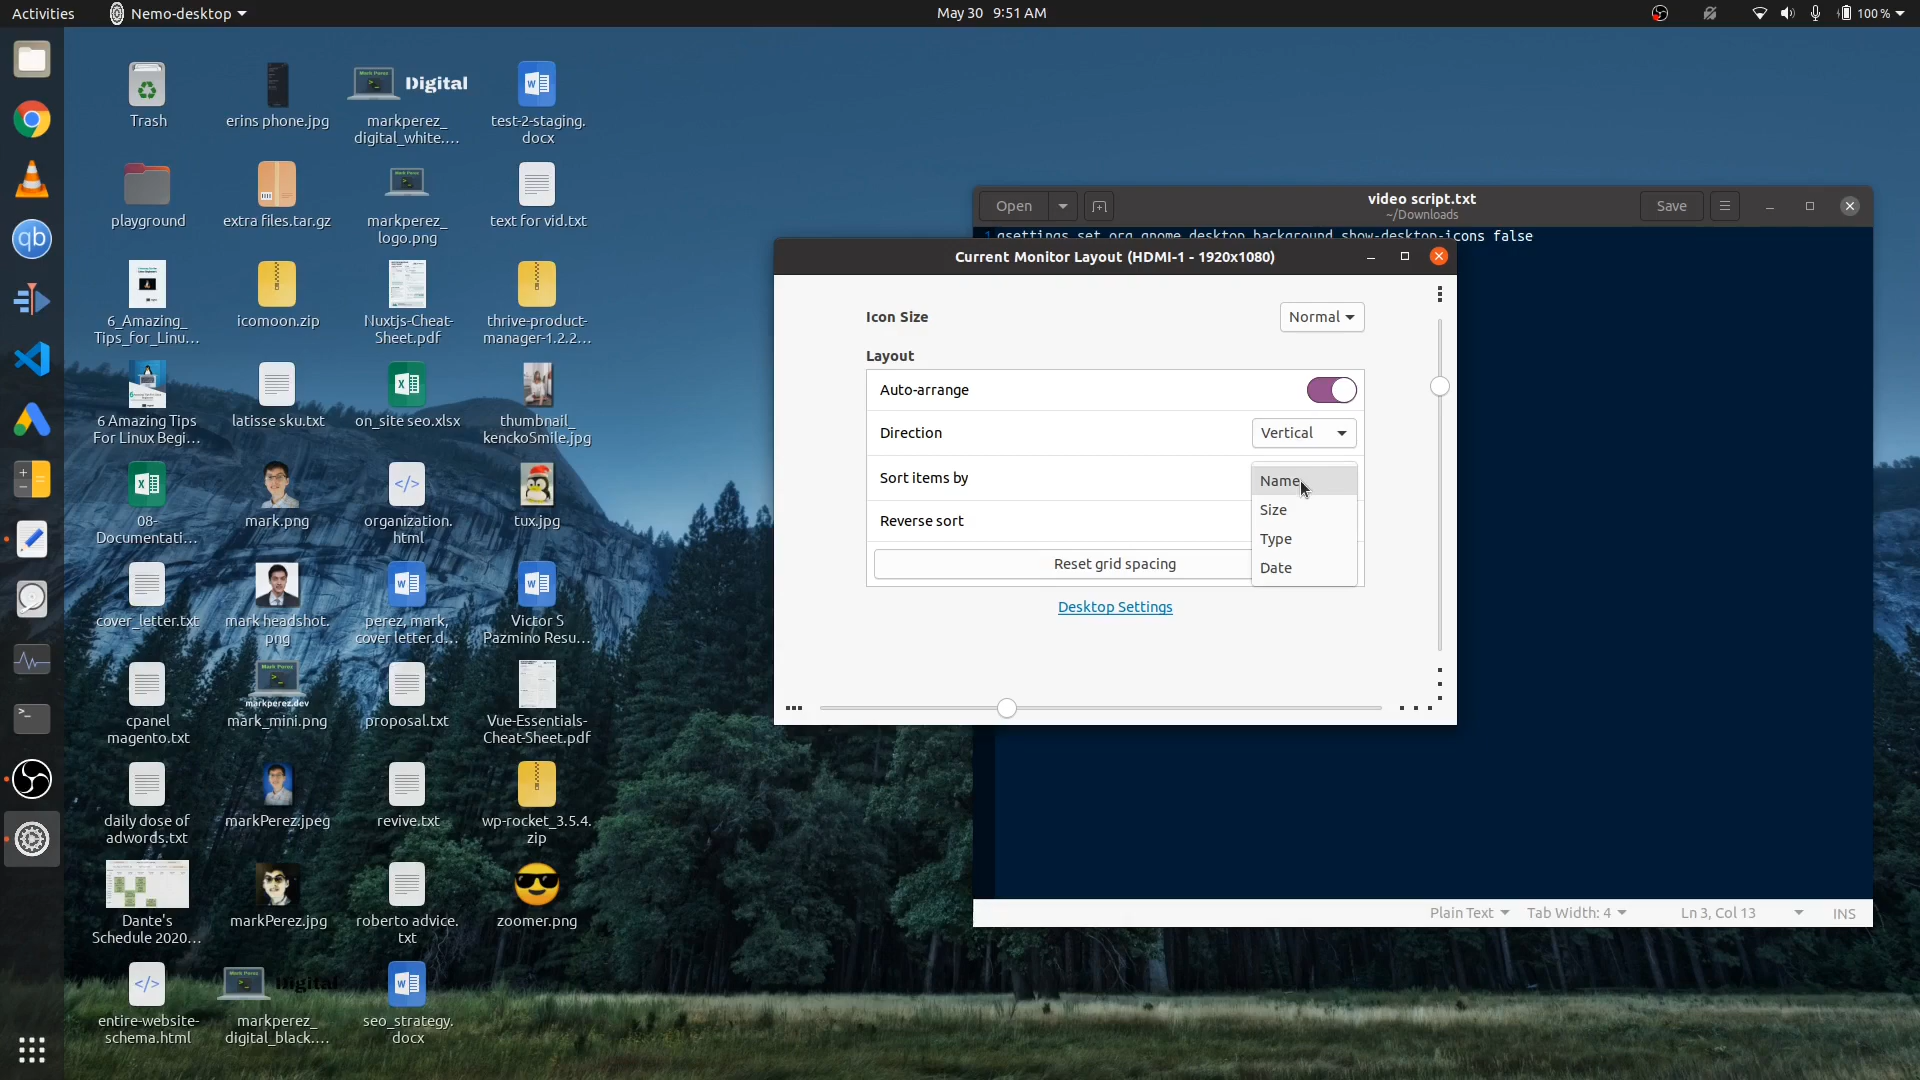 Activities
Nemo-desktop
May 30 9:51 AM
100 %
Trash
erins phone.jpg
Digital
markperez_
digital_white....
test-2-staging.
docx
playground
extra files.tar.gz
markperez_
logo.png
text for vid.txt
6_Amazing_
Tips_for_Linu...
icomoon.zip
Nuxtjs-Cheat-
Sheet.pdf
thrive-product-
manager-1.2.2...
6 Amazing Tips
For Linux Begi...
latisse sku.txt
on_site seo.xlsx
thumbnail_
kenckoSmile.jpg
08-
Documentati...
mark.png
organization.
html
tux.jpg
cover_letter.txt
mark headshot.
png
perez, mark,
cover letter.d...
Victor S
Pazmino Resu...
cpanel
magento.txt
markperez.dev
mark_mini.png
proposal.txt
Vue-Essentials-
Cheat-Sheet.pdf
daily dose of
adwords.txt
markPerez.jpeg
revive.txt
wp-rocket_3.5.4.
zip
Dante's
Schedule 2020...
markPerez.jpg
roberto advice.
txt
zoomer.png
entire-website-
schema.html
Digital
markperez_
digital_black....
seo_strategy.
docx
Open
video script.txt
~/Downloads
Save
1 gsettings set org.gnome.desktop.background show-desktop-icons false
Current Monitor Layout (HDMI-1 - 1920x1080)
Icon Size
Normal
Layout
Auto-arrange
Direction
Vertical
Sort items by
Name
Size
Type
Date
Reverse sort
Reset grid spacing
Desktop Settings
Plain Text
Tab Width: 4
Ln 3, Col 13
INS